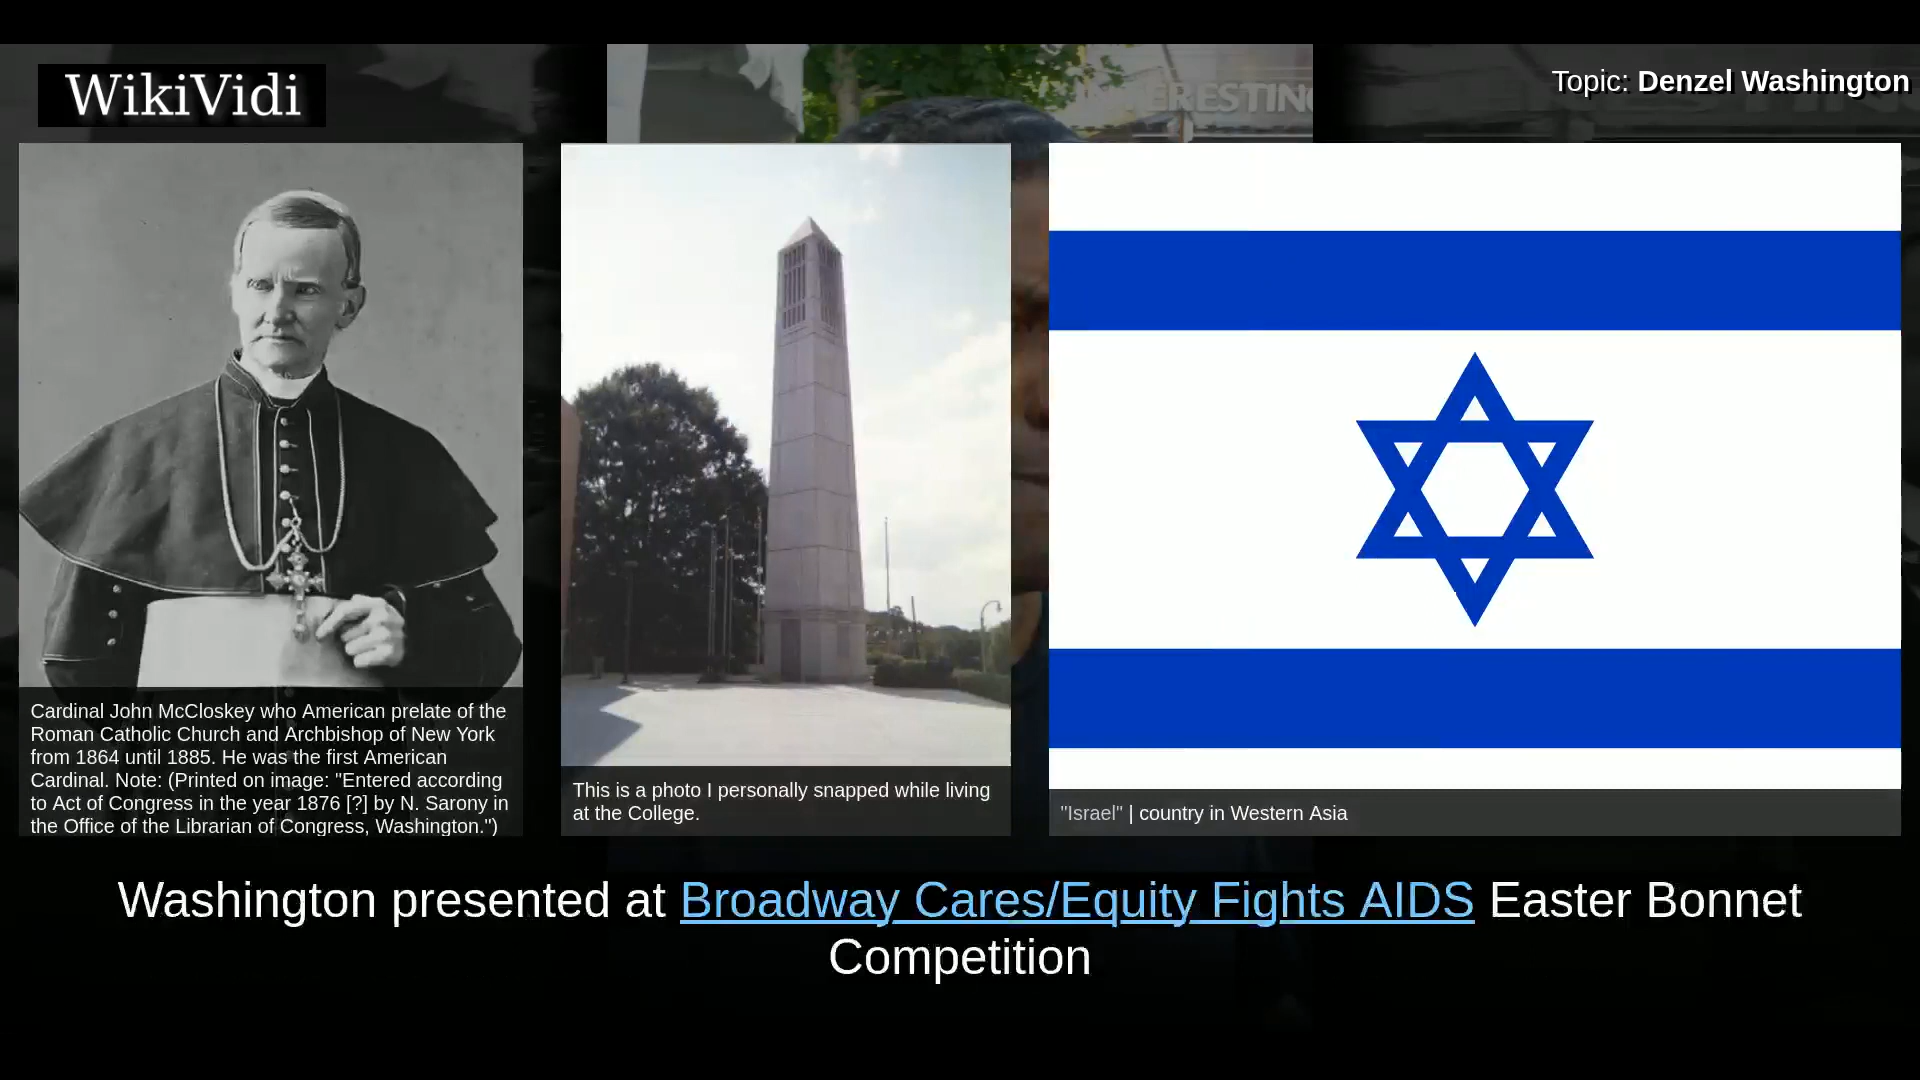 WikiVidi
Topic: Denzel Washington
Cardinal John McCloskey who American prelate of the
Roman Catholic Church and Archbishop of New York
from 1864 until 1885. He was the first American
Cardinal. Note: (Printed on image: "Entered according
to Act of Congress in the year 1876 [?] by N. Sarony in
the Office of the Librarian of Congress, Washington.")
This is a photo I personally snapped while living
at the College.
"Israel" | country in Western Asia
Washington presented at Broadway Cares/Equity Fights AIDS Easter Bonnet
Competition